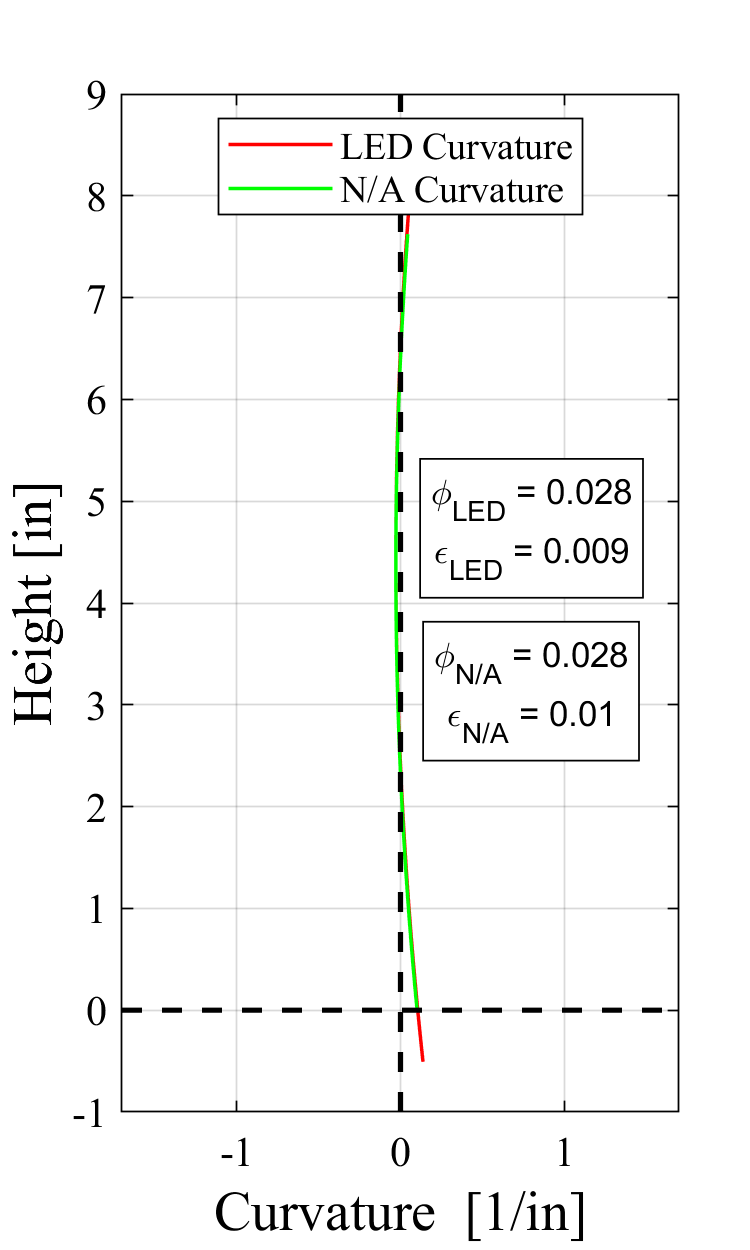 9
LED Curvature
N/A Curvature
8
7
6
5
4
3
2
1
0
-1
Height [in]
ϕLED = 0.028
ϵLED = 0.009
ϕN/A = 0.028
ϵN/A = 0.01
-1 0 1
Curvature [1/in]